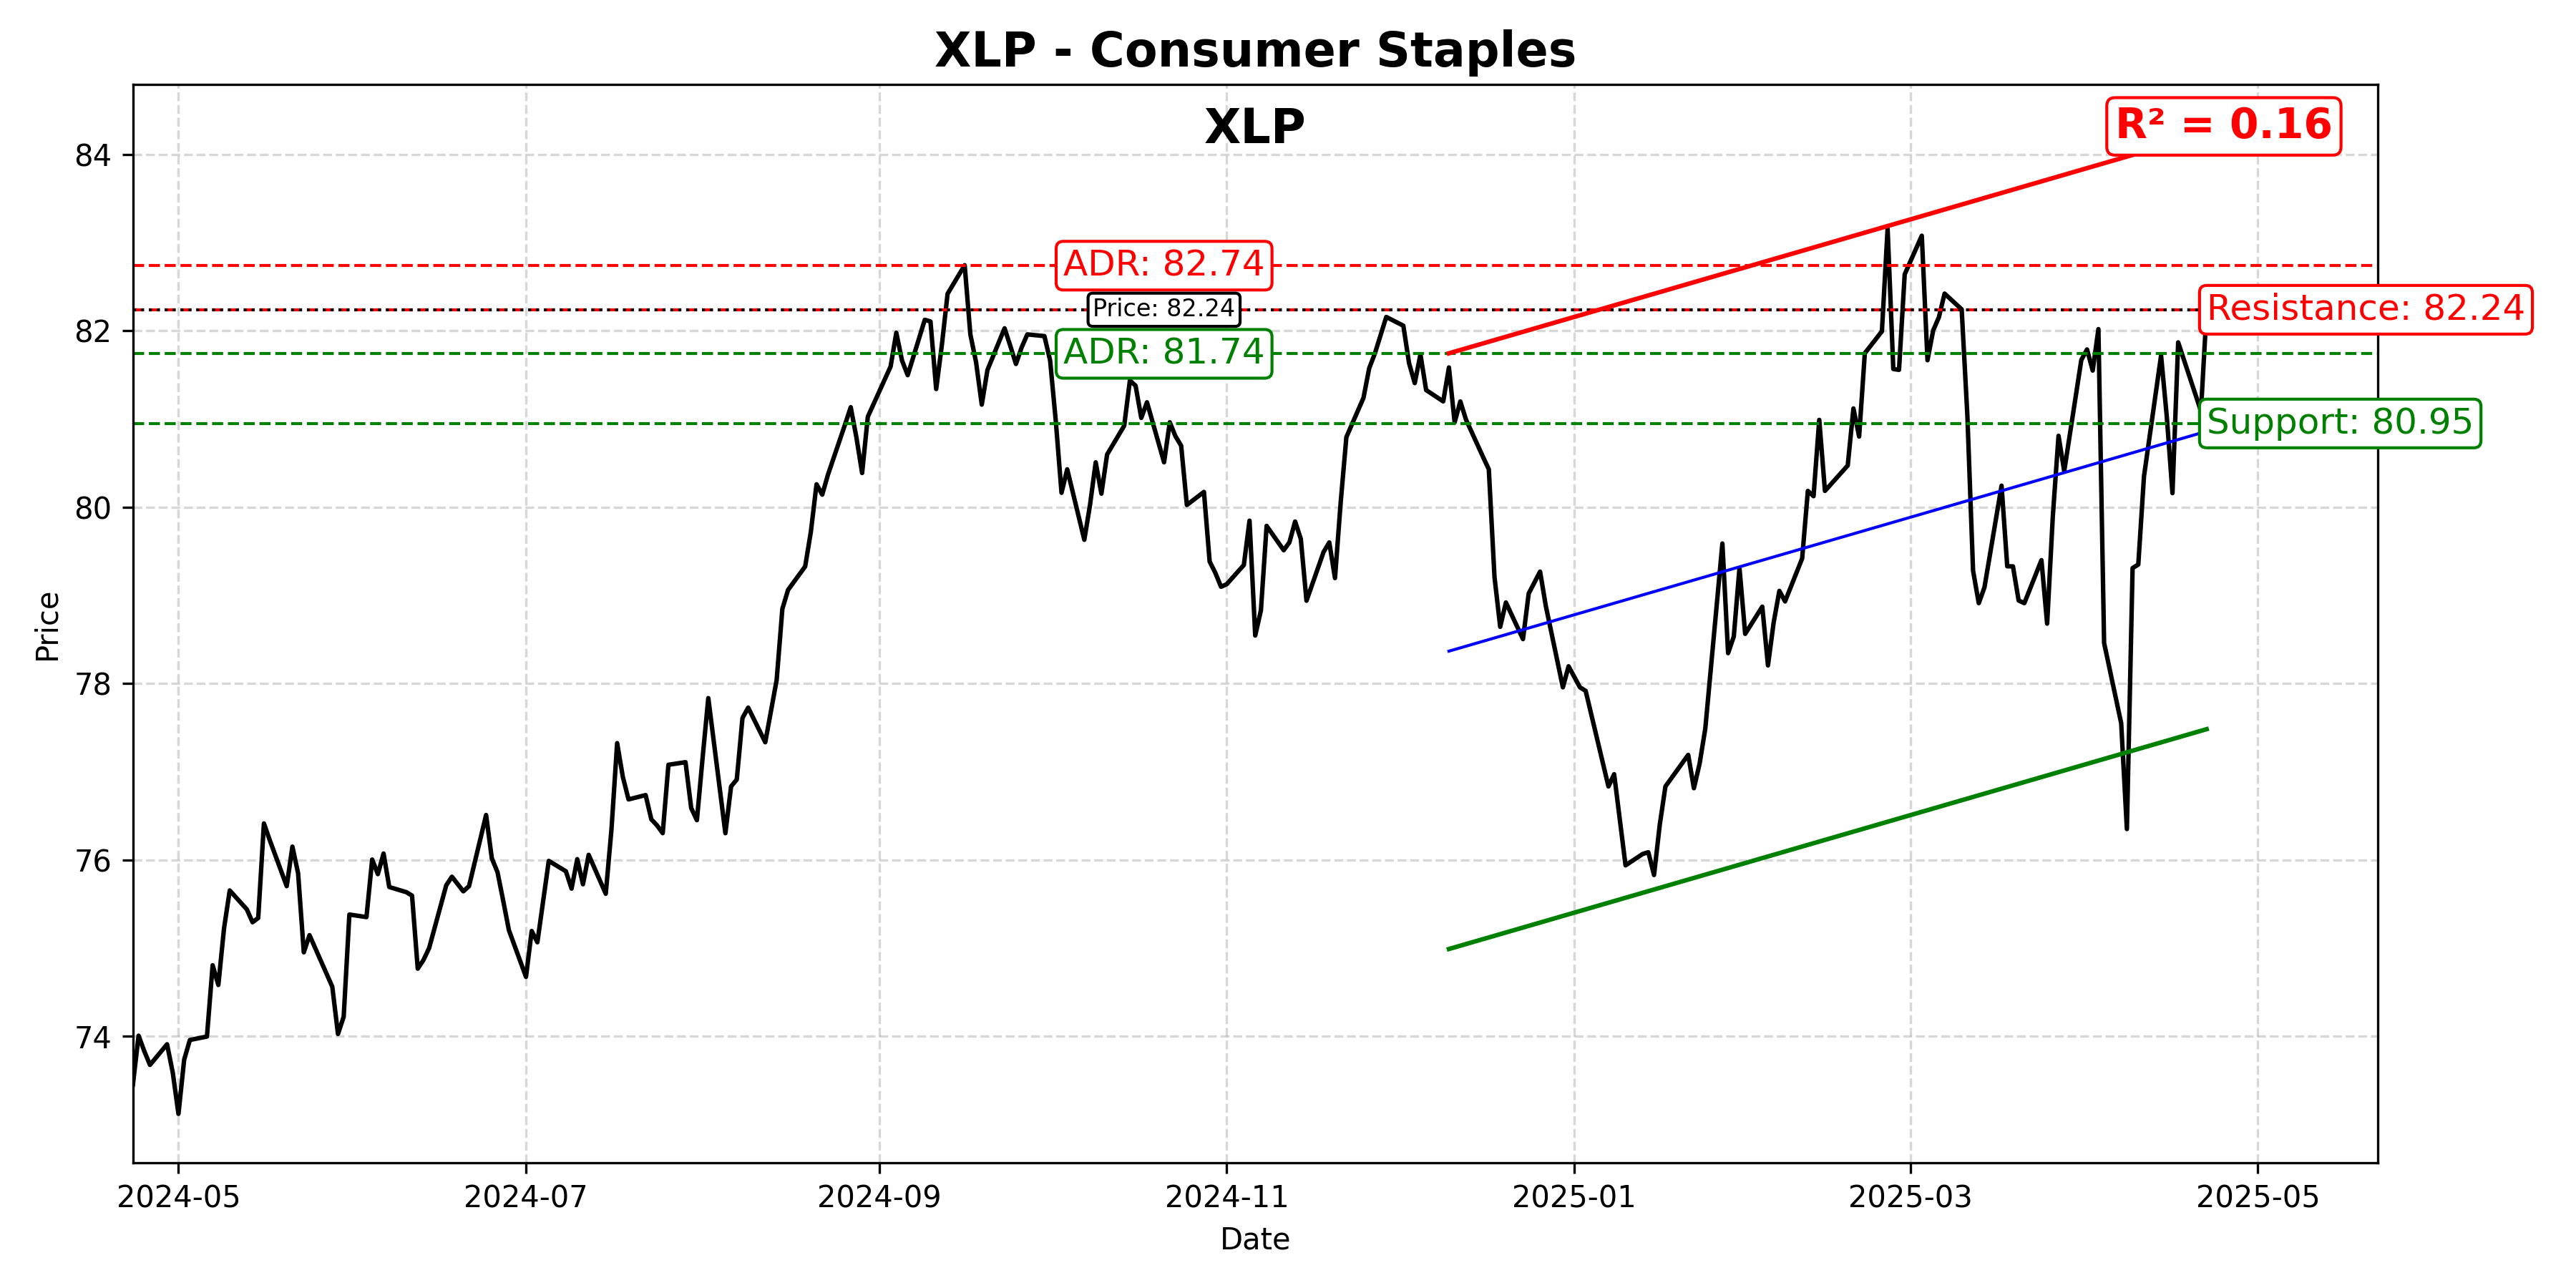 XLP - Consumer Staples
XLP
R² = 0.16
84
82
80
78
76
74
Price
ADR: 82.74
Price: 82.24
ADR: 81.74
Resistance: 82.24
Support: 80.95
2024-05
2024-07
2024-09
2024-11
2025-01
2025-03
2025-05
Date